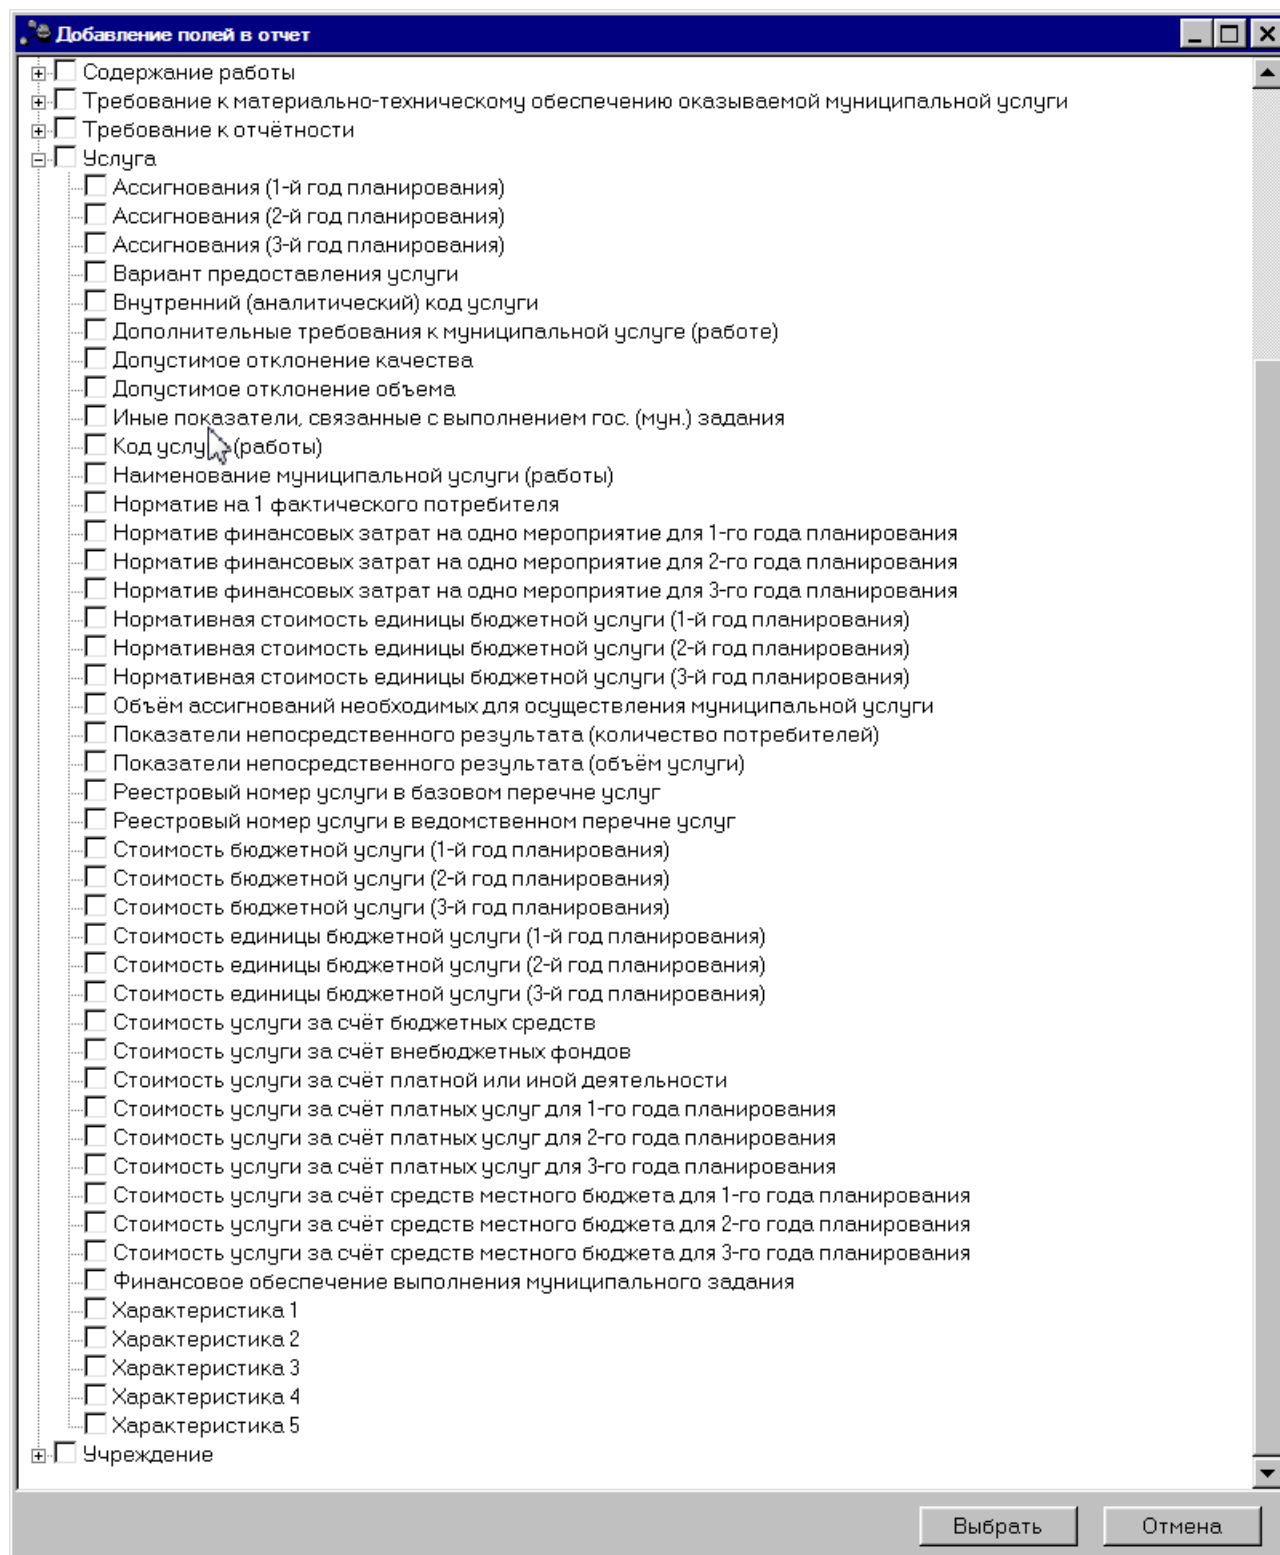 Добавление полей в отчет
Содержание работы
Требование к материально-техническому обеспечению оказываемой муниципальной услуги
Требование к отчётности
Услуга
Ассигнования (1-й год планирования)
Ассигнования (2-й год планирования)
Ассигнования (3-й год планирования)
Вариант предоставления услуги
Внутренний (аналитический) код услуги
Дополнительные требования к муниципальной услуге (работе)
Допустимое отклонение качества
Допустимое отклонение объема
Иные показатели, связанные с выполнением гос. (мун.) задания
Код услуги (работы)
Наименование муниципальной услуги (работы)
Норматив на 1 фактического потребителя
Норматив финансовых затрат на одно мероприятие для 1-го года планирования
Норматив финансовых затрат на одно мероприятие для 2-го года планирования
Норматив финансовых затрат на одно мероприятие для 3-го года планирования
Нормативная стоимость единицы бюджетной услуги (1-й год планирования)
Нормативная стоимость единицы бюджетной услуги (2-й год планирования)
Нормативная стоимость единицы бюджетной услуги (3-й год планирования)
Объём ассигнований необходимых для осуществления муниципальной услуги
Показатели непосредственного результата (количество потребителей)
Показатели непосредственного результата (объём услуги)
Реестровый номер услуги в базовом перечне услуг
Реестровый номер услуги в ведомственном перечне услуг
Стоимость бюджетной услуги (1-й год планирования)
Стоимость бюджетной услуги (2-й год планирования)
Стоимость бюджетной услуги (3-й год планирования)
Стоимость единицы бюджетной услуги (1-й год планирования)
Стоимость единицы бюджетной услуги (2-й год планирования)
Стоимость единицы бюджетной услуги (3-й год планирования)
Стоимость услуги за счёт бюджетных средств
Стоимость услуги за счёт внебюджетных фондов
Стоимость услуги за счёт платной или иной деятельности
Стоимость услуги за счёт платных услуг для 1-го года планирования
Стоимость услуги за счёт платных услуг для 2-го года планирования
Стоимость услуги за счёт платных услуг для 3-го года планирования
Стоимость услуги за счёт средств местного бюджета для 1-го года планирования
Стоимость услуги за счёт средств местного бюджета для 2-го года планирования
Стоимость услуги за счёт средств местного бюджета для 3-го года планирования
Финансовое обеспечение выполнения муниципального задания
Характеристика 1
Характеристика 2
Характеристика 3
Характеристика 4
Характеристика 5
Учреждение
Выбрать Отмена